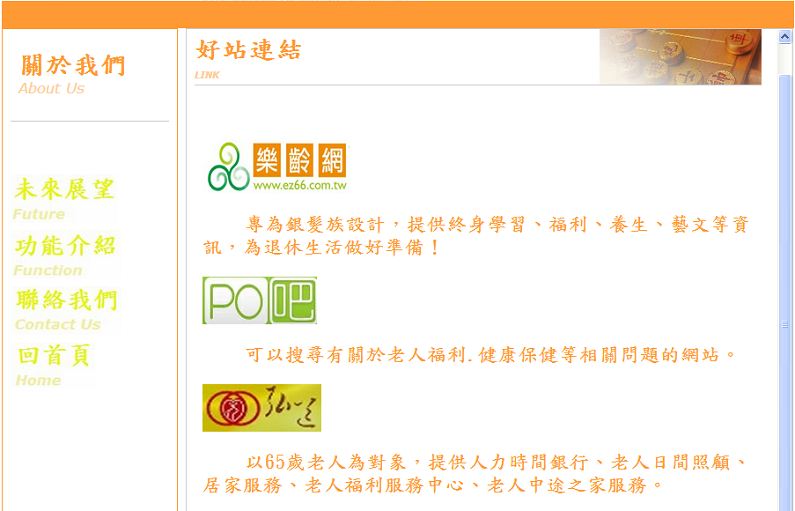 關於我們
About Us
未來展望
Future
功能介紹
Function
聯絡我們
Contact Us
回首頁
Home
好站連結
LINK
樂齡網
www.ez66.com.tw
專為銀髮族設計，提供終身學習、福利、養生、藝文等資
訊，為退休生活做好準備！
PO吧
可以搜尋有關於老人福利.健康保健等相關問題的網站。
弘道
以65歲老人為對象，提供人力時間銀行、老人日間照顧、
居家服務、老人福利服務中心、老人中途之家服務。